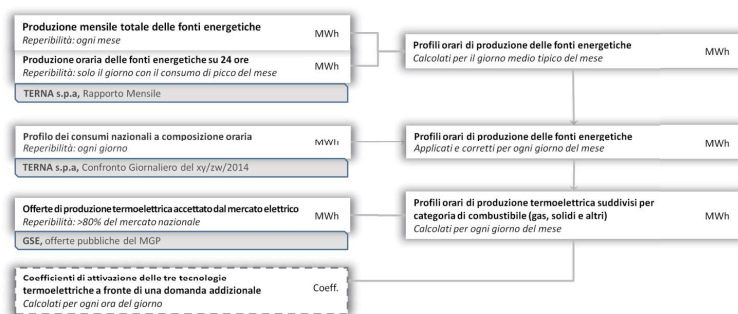 Produzione mensile totale delle fonti energetiche
Reperibilità: ogni mese
MWh
Produzione oraria delle fonti energetiche su 24 ore
Reperibilità: solo il giorno con il consumo di picco del mese
MWh
TERNA s.p.a, Rapporto Mensile
Profili orari di produzione delle fonti energetiche
Calcolati per il giorno medio tipico del mese
MWh
Profilo dei consumi nazionali a composizione oraria
Reperibilità: ogni giorno
MWh
TERNA s.p.a, Confronto Giornaliero del xy/zw/2014
Profili orari di produzione delle fonti energetiche
Applicati e corretti per ogni giorno del mese
MWh
Offerte di produzione termoelettrica accettato dal mercato elettrico
Reperibilità: >80% del mercato nazionale
MWh
GSE, offerte pubbliche del MGP
Profili orari di produzione termoelettrica suddivisi per
categoria di combustibile (gas, solidi e altri)
Calcolati per ogni giorno del mese
MWh
Coefficienti di attivazione delle tre tecnologie
termoelettriche a fronte di una domanda addizionale
Calcolati per ogni ora del giorno
Coeff.